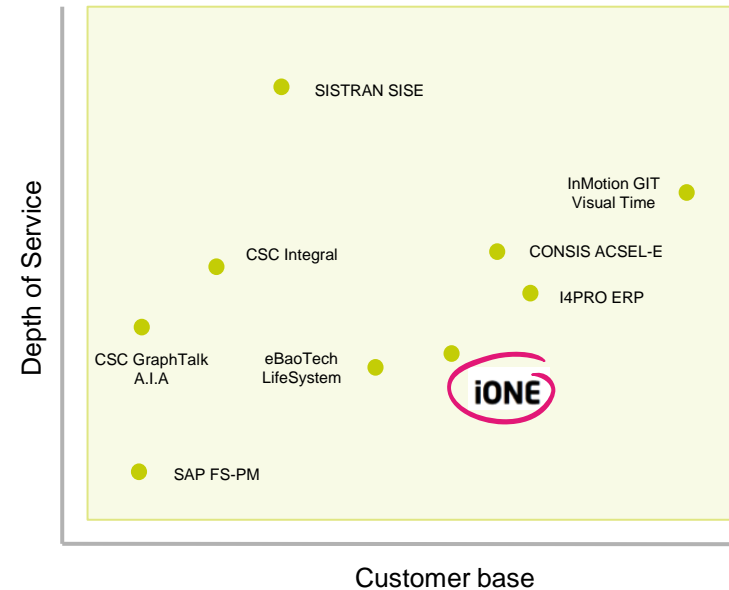 SISTRAN SISE
InMotion GIT
Visual Time
CONSIS ACSEL-E
CSC Integral
I4PRO ERP
CSC GraphTalk
A.I.A
eBaoTech
LifeSystem
iONE
SAP FS-PM
Depth of Service
Customer base